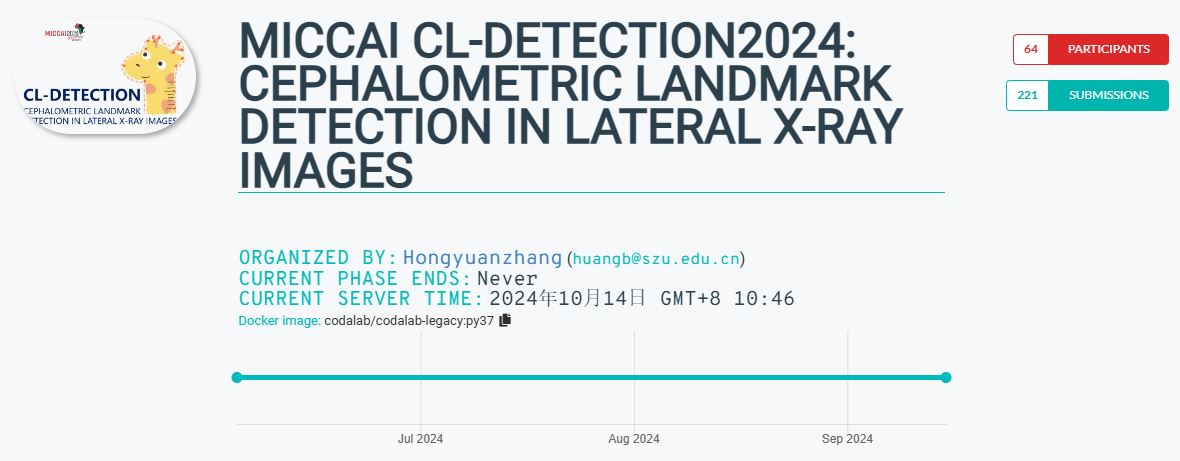 MICCAI2024
CL-DETECTION
CEPHALOMETRIC LANDMARK
DETECTION IN LATERAL X-RAY IMAGES
MICCAI CL-DETECTION2024:
CEPHALOMETRIC LANDMARK
DETECTION IN LATERAL X-RAY
IMAGES
64 PARTICIPANTS
221 SUBMISSIONS
ORGANIZED BY: Hongyuanzhang (huangb@szu.edu.cn)
CURRENT PHASE ENDS: Never
CURRENT SERVER TIME: 2024年10月14日 GMT+8 10:46
Docker image: codalab/codalab-legacy:py37
Jul 2024 Aug 2024 Sep 2024